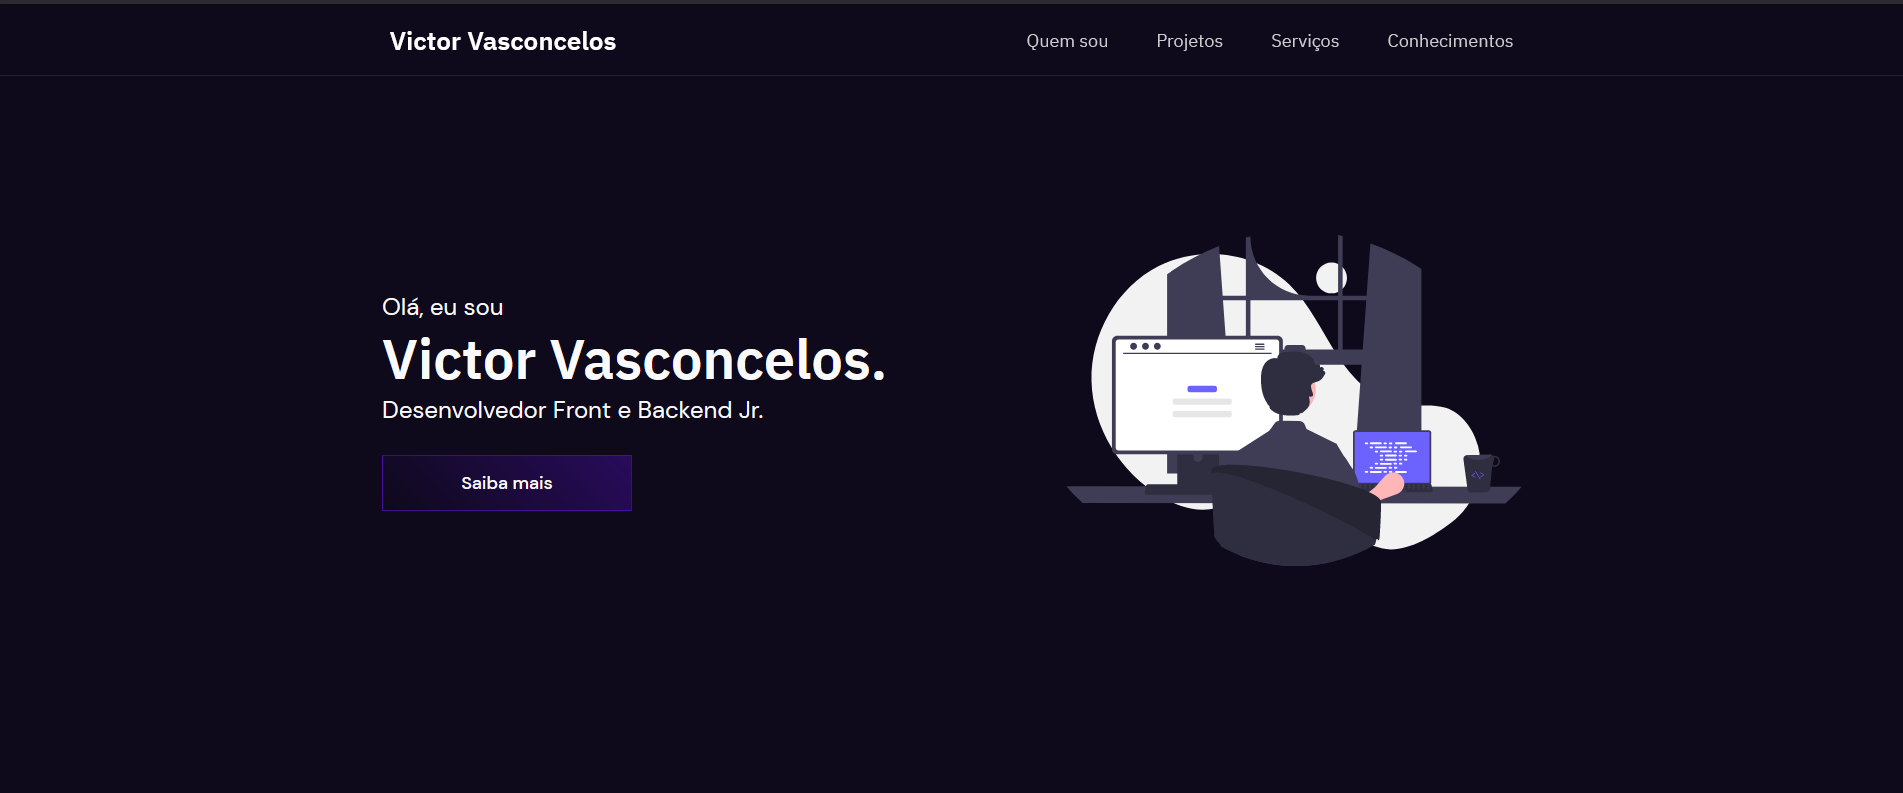 Victor Vasconcelos
Quem sou
Projetos
Serviços
Conhecimentos
Olá, eu sou
Victor Vasconcelos.
Desenvolvedor Front e Backend Jr.
Saiba mais